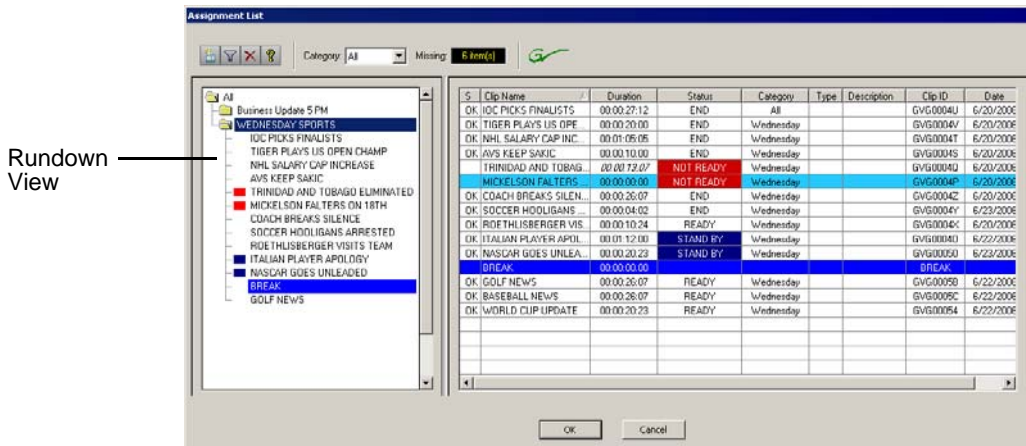 Assignment List
Category: All Missing: 6 item(s)
Rundown
View
All
Business Update 5 PM
WEDNESDAY SPORTS
IOC PICKS FINALISTS
TIGER PLAYS US OPEN CHAMP
NHL SALARY CAP INCREASE
AVS KEEP SAKIC
TRINIDAD AND TOBAGO ELIMINATED
MICKELSON FALTERS ON 18TH
COACH BREAKS SILENCE
SOCCER HOOLIGANS ARRESTED
ROETHLISBERGER VISITS TEAM
ITALIAN PLAYER APOLOGY
NASCAR GOES UNLEADED
BREAK
GOLF NEWS
S Clip Name Duration Status Category Type Description Clip ID Date
OK IOC PICKS FINALISTS 00:00:27:12 END All GVG0004U 6/20/2006
OK TIGER PLAYS US OPE... 00:00:20:00 END Wednesday GVG0004V 6/20/2006
OK NHL SALARY CAP INC... 00:01:05:05 END Wednesday GVG0004T 6/20/2006
OK AVS KEEP SAKIC 00:00:10:00 END Wednesday GVG0004S 6/20/2006
TRINIDAD AND TOBAG... 00:00:13:07 NOT READY Wednesday GVG0004Q 6/20/2006
MICKELSON FALTERS ... 00:00:00:00 NOT READY Wednesday GVG0004P 6/20/2006
OK COACH BREAKS SILEN... 00:00:26:07 END Wednesday GVG0004Z 6/20/2006
OK SOCCER HOOLIGANS ... 00:00:04:02 END Wednesday GVG0004Y 6/23/2006
OK ROETHLISBERGER VIS... 00:00:10:24 READY Wednesday GVG0004X 6/20/2006
OK ITALIAN PLAYER APOL... 00:01:12:00 STAND BY Wednesday GVG0004O 6/22/2006
OK NASCAR GOES UNLEA... 00:00:20:23 STAND BY Wednesday GVG00050 6/23/2006
BREAK 00:00:00:00 BREAK
OK GOLF NEWS 00:00:26:07 READY Wednesday GVG0005B 6/22/2006
OK BASEBALL NEWS 00:00:26:07 READY Wednesday GVG0005C 6/22/2006
OK WORLD CUP UPDATE 00:00:20:23 READY Wednesday GVG00054 6/22/2006
OK Cancel